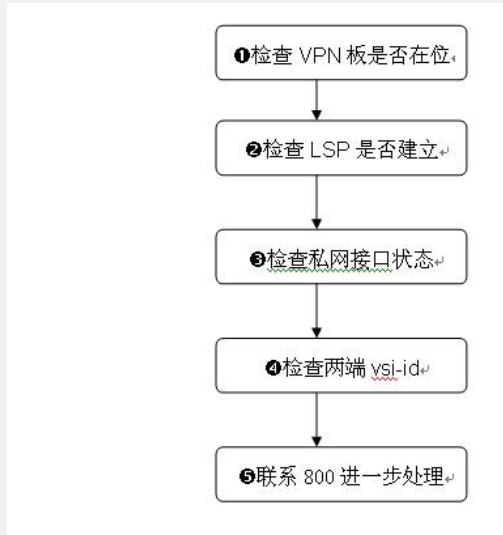 ❶检查 VPN 板是否在位
❷检查 LSP 是否建立
❸检查私网接口状态
❹检查两端 vsi-id
❺联系 800 进一步处理